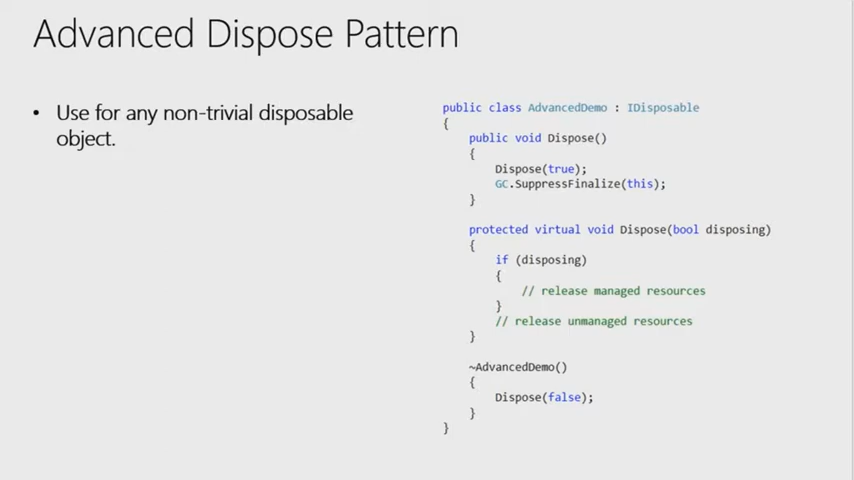 Advanced Dispose Pattern
• Use for any non-trivial disposable
object.
public class AdvancedDemo : IDisposable
{
public void Dispose()
{
Dispose(true);
GC.SuppressFinalize(this);
}
protected virtual void Dispose(bool disposing)
{
if (disposing)
{
// release managed resources
}
// release unmanaged resources
}
~AdvancedDemo()
{
Dispose(false);
}
}